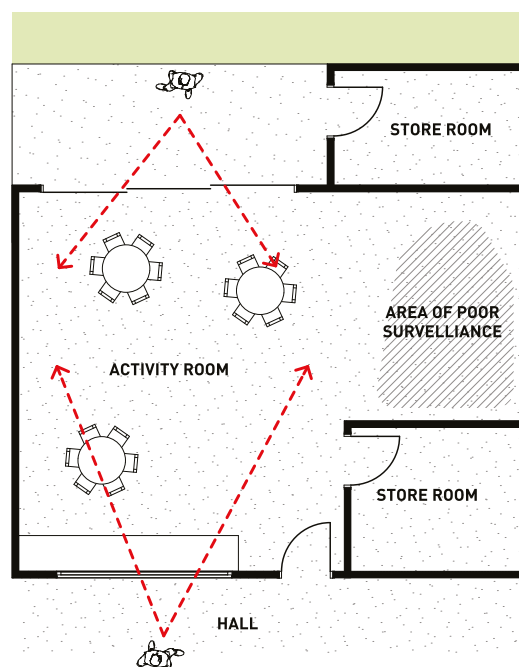 STORE ROOM
AREA OF POOR
SURVELLIANCE
ACTIVITY ROOM
STORE ROOM
HALL